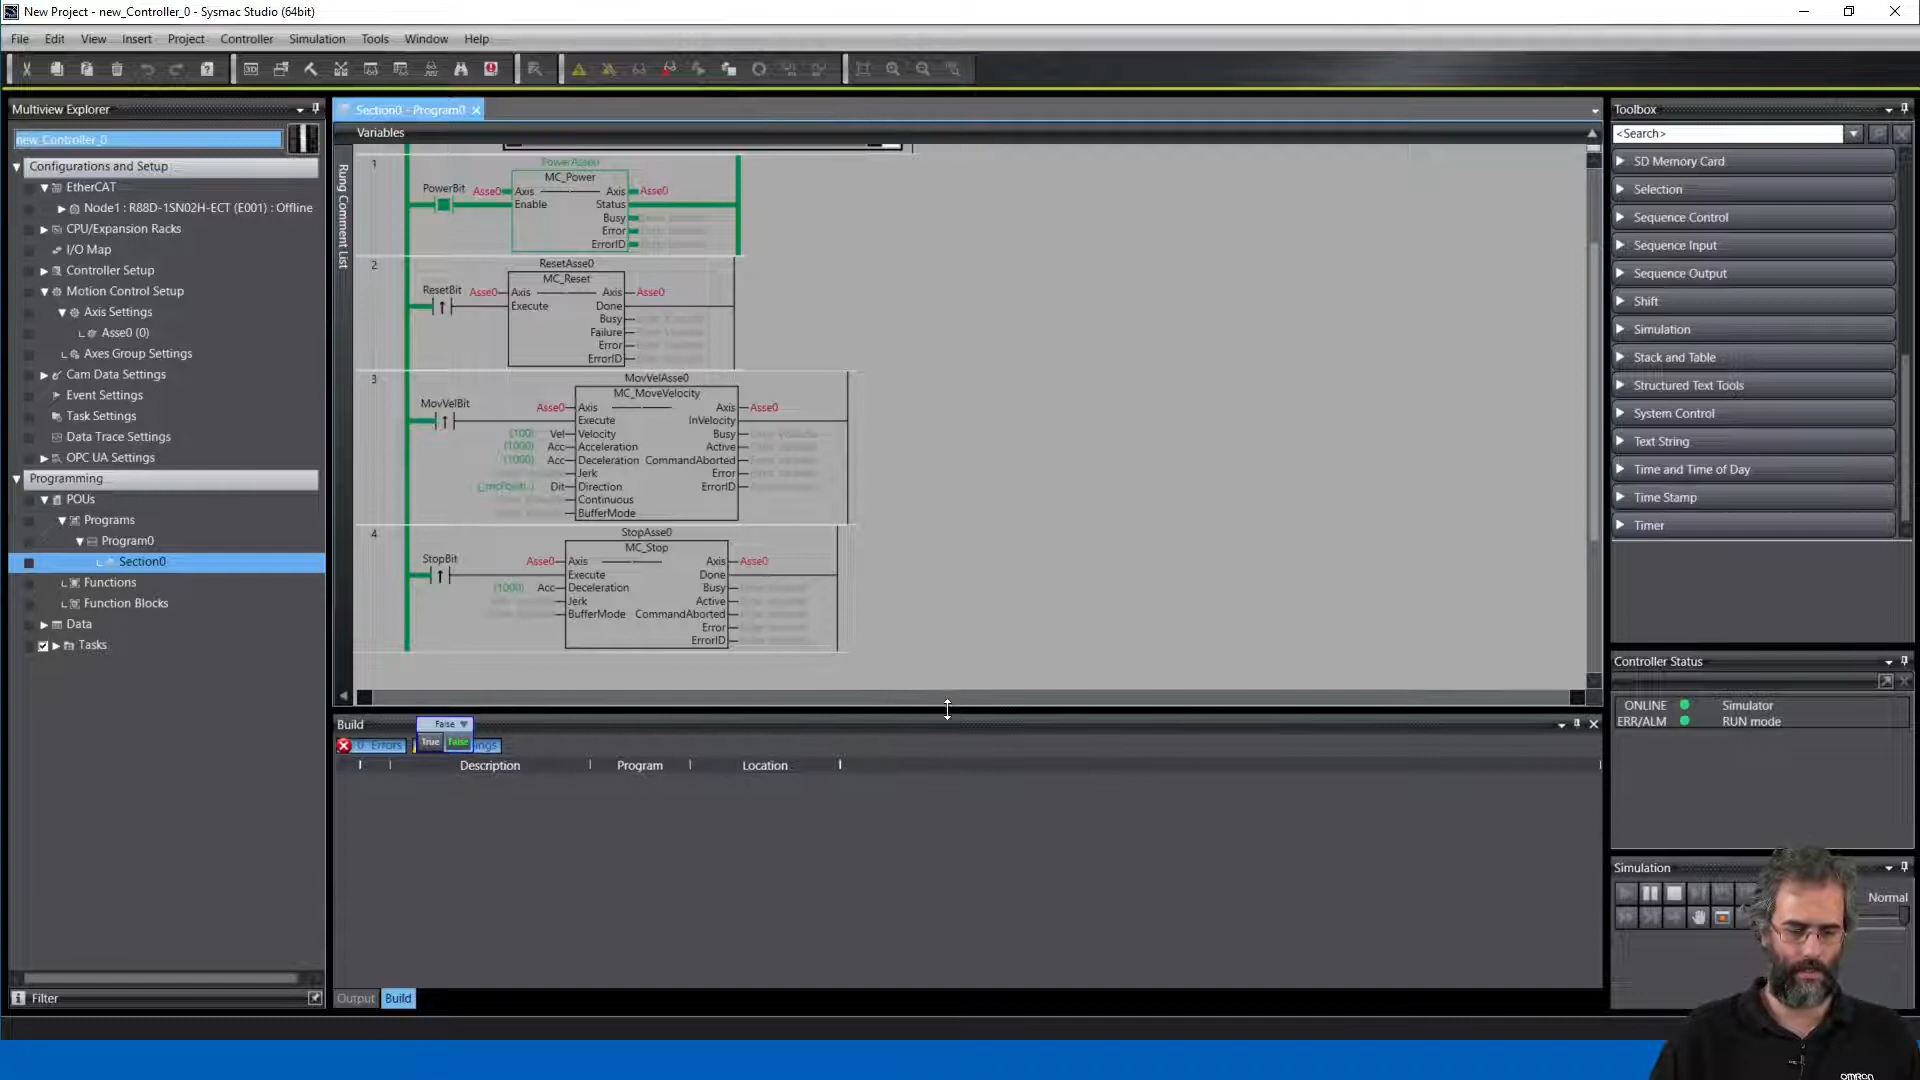 New Project - new_Controller_0 - Sysmac Studio (64bit)
File Edit View Insert Project Controller Simulation Tools Window Help
Multiview Explorer
new_Controller_0
Configurations and Setup
EtherCAT
Node1 : R88D-1SN02H-ECT (E001) : Offline
CPU/Expansion Racks
I/O Map
Controller Setup
Motion Control Setup
Axis Settings
Asse0 (0)
Axes Group Settings
Cam Data Settings
Event Settings
Task Settings
Data Trace Settings
OPC UA Settings
Programming
POUs
Programs
Program0
Section0
Functions
Function Blocks
Data
Tasks
Filter
Section0 - Program0
Variables
Rung Comment List
1
PowerAsse0
MC_Power
PowerBit
Asse0 Axis Axis Asse0
Enable Status
Busy
Error
ErrorID
2
ResetAsse0
MC_Reset
ResetBit
Asse0 Axis Axis Asse0
Execute Done
Busy
Failure
Error
ErrorID
3
MovVelAsse0
MC_MoveVelocity
MovVelBit
Asse0 Axis Axis Asse0
Execute InVelocity
(100) Vel Velocity Busy
(1000) Acc Acceleration Active
(1000) Acc Deceleration CommandAborted
Jerk Error
Dit Direction ErrorID
Continuous
BufferMode
4
StopAsse0
MC_Stop
StopBit
Asse0 Axis Axis Asse0
Execute Done
(1000) Acc Deceleration Busy
Jerk Active
BufferMode CommandAborted
Error
ErrorID
Build
False
0 Errors
True False
Description Program Location
Output Build
Toolbox
<Search>
SD Memory Card
Selection
Sequence Control
Sequence Input
Sequence Output
Shift
Simulation
Stack and Table
Structured Text Tools
System Control
Text String
Time and Time of Day
Time Stamp
Timer
Controller Status
ONLINE Simulator
ERR/ALM RUN mode
Simulation
Normal
OMRON